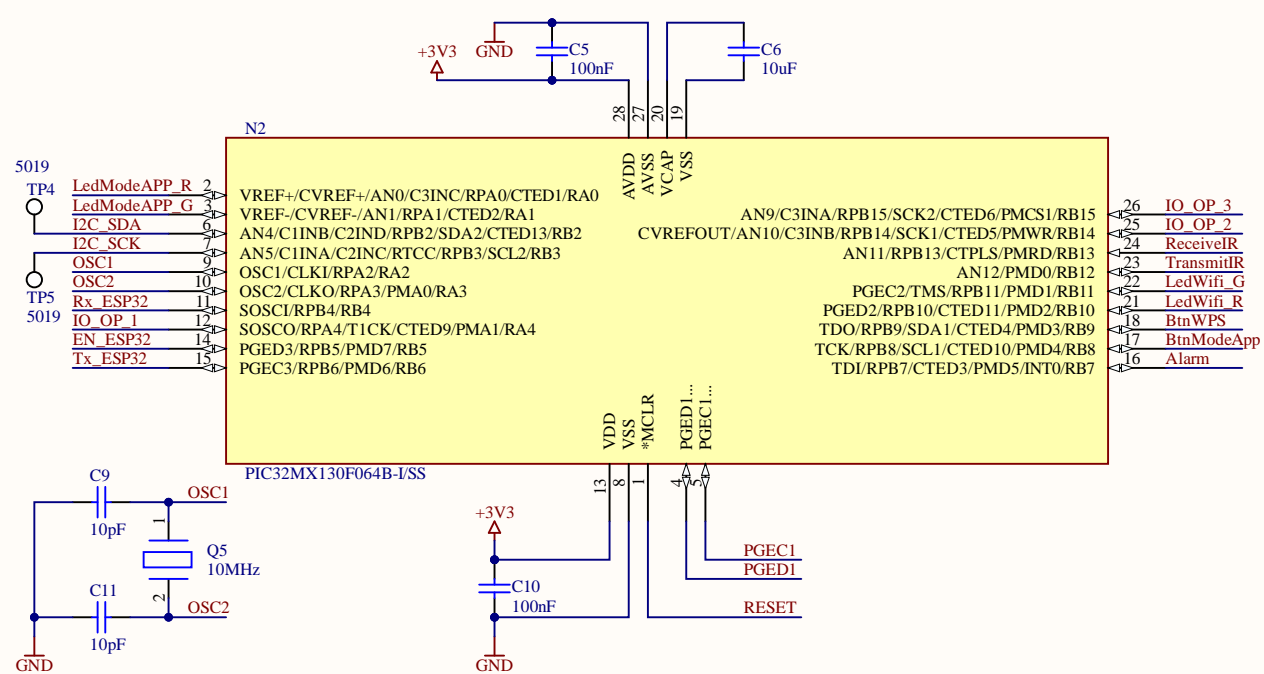 +3V3
GND
C5
100nF
C6
10uF
28
27
20
19
N2
AVDD
AVSS
VCAP
VSS
5019
TP4
LedModeAPP_R 2 VREF+/CVREF+/AN0/C3INC/RPA0/CTED1/RA0
LedModeAPP_G 3 VREF-/CVREF-/AN1/RPA1/CTED2/RA1
I2C_SDA 6 AN4/C1INB/C2IND/RPB2/SDA2/CTED13/RB2
I2C_SCK 7 AN5/C1INA/C2INC/RTCC/RPB3/SCL2/RB3
OSC1 9 OSC1/CLKI/RPA2/RA2
OSC2 10 OSC2/CLKO/RPA3/PMA0/RA3
Rx_ESP32 11 SOSCI/RPB4/RB4
IO_OP_1 12 SOSCO/RPA4/T1CK/CTED9/PMA1/RA4
EN_ESP32 14 PGED3/RPB5/PMD7/RB5
Tx_ESP32 15 PGEC3/RPB6/PMD6/RB6
TP5
5019
AN9/C3INA/RPB15/SCK2/CTED6/PMCS1/RB15 26 IO_OP_3
CVREFOUT/AN10/C3INB/RPB14/SCK1/CTED5/PMWR/RB14 25 IO_OP_2
AN11/RPB13/CTPLS/PMRD/RB13 24 ReceiveIR
AN12/PMD0/RB12 23 TransmitIR
PGEC2/TMS/RPB11/PMD1/RB11 22 LedWifi_G
PGED2/RPB10/CTED11/PMD2/RB10 21 LedWifi_R
TDO/RPB9/SDA1/CTED4/PMD3/RB9 18 BtnWPS
TCK/RPB8/SCL1/CTED10/PMD4/RB8 17 BtnModeApp
TDI/RPB7/CTED3/PMD5/INT0/RB7 16 Alarm
VDD
VSS
*MCLR
PGED1...
PGEC1...
PIC32MX130F064B-I/SS
13
8
1
4
5
C9
10pF
OSC1
1
Q5
10MHz
2
C11
10pF
OSC2
GND
+3V3
C10
100nF
GND
PGEC1
PGED1
RESET